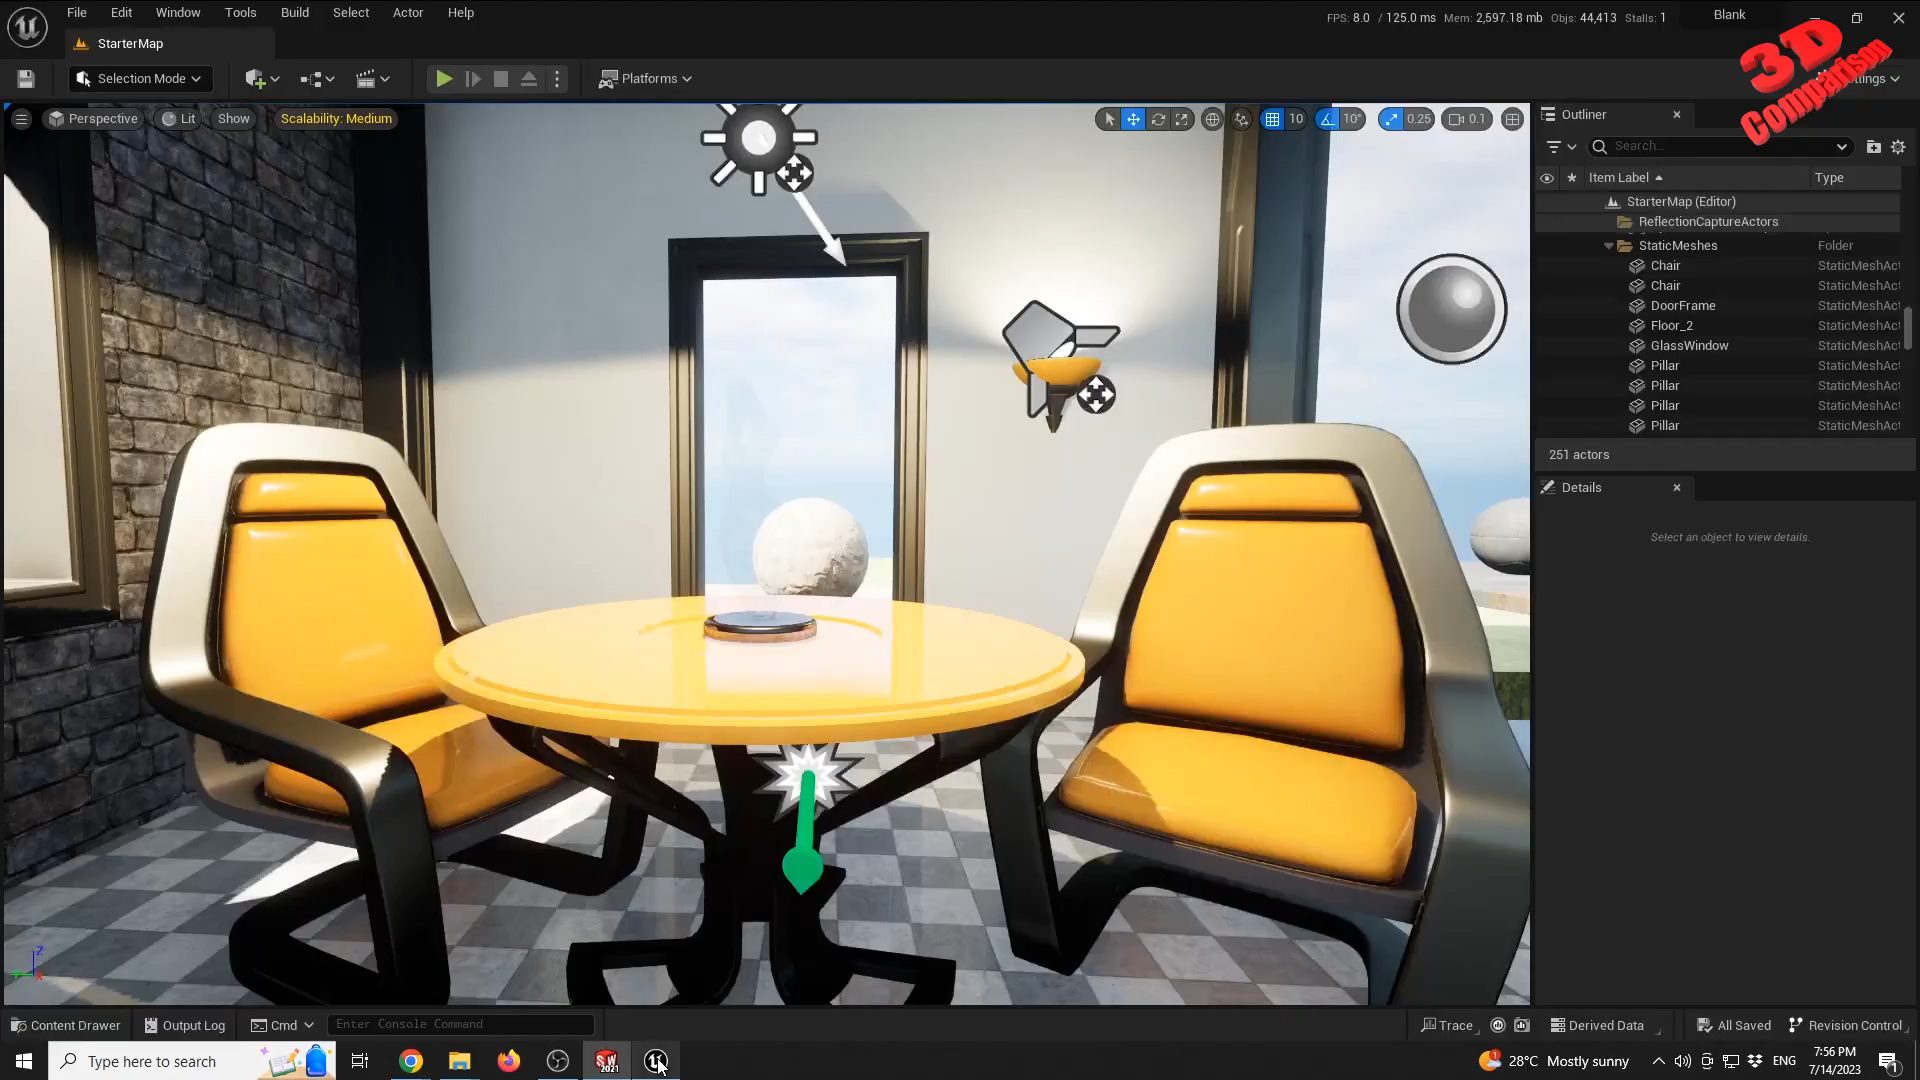 File Edit Window Tools Build Select Actor Help
FPS: 8.0 / 125.0 ms Mem: 2,597.18 mb Objs: 44,413 Stalls: 1
Blank
StarterMap
3D
Comparison
Selection Mode
Platforms
ttings
Perspective Lit Show Scalability: Medium
10 10° 0.25 0.1
Outliner
Search...
Item Label Type
StarterMap (Editor)
ReflectionCaptureActors
StaticMeshes Folder
Chair StaticMeshAct
Chair StaticMeshAct
DoorFrame StaticMeshAct
Floor_2 StaticMeshAct
GlassWindow StaticMeshAct
Pillar StaticMeshAct
Pillar StaticMeshAct
Pillar StaticMeshAct
Pillar StaticMeshAct
251 actors
Details
Select an object to view details.
Z
Content Drawer Output Log Cmd Enter Console Command
Trace Derived Data All Saved Revision Control
Type here to search
SW
2021
28°C Mostly sunny
ENG
7:56 PM
7/14/2023
1